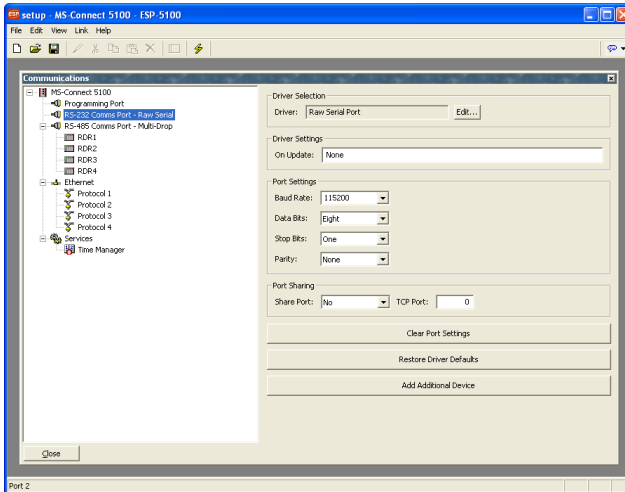 ESP setup - MS-Connect 5100 - ESP-5100
File Edit View Link Help
Communications
MS-Connect 5100
Programming Port
RS-232 Comms Port - Raw Serial
RS-485 Comms Port - Multi-Drop
RDR1
RDR2
RDR3
RDR4
Ethernet
Protocol 1
Protocol 2
Protocol 3
Protocol 4
Services
Time Manager
Driver Selection
Driver: Raw Serial Port Edit...
Driver Settings
On Update: None
Port Settings
Baud Rate: 115200
Data Bits: Eight
Stop Bits: One
Parity: None
Port Sharing
Share Port: No TCP Port: 0
Clear Port Settings
Restore Driver Defaults
Add Additional Device
Close
Port 2